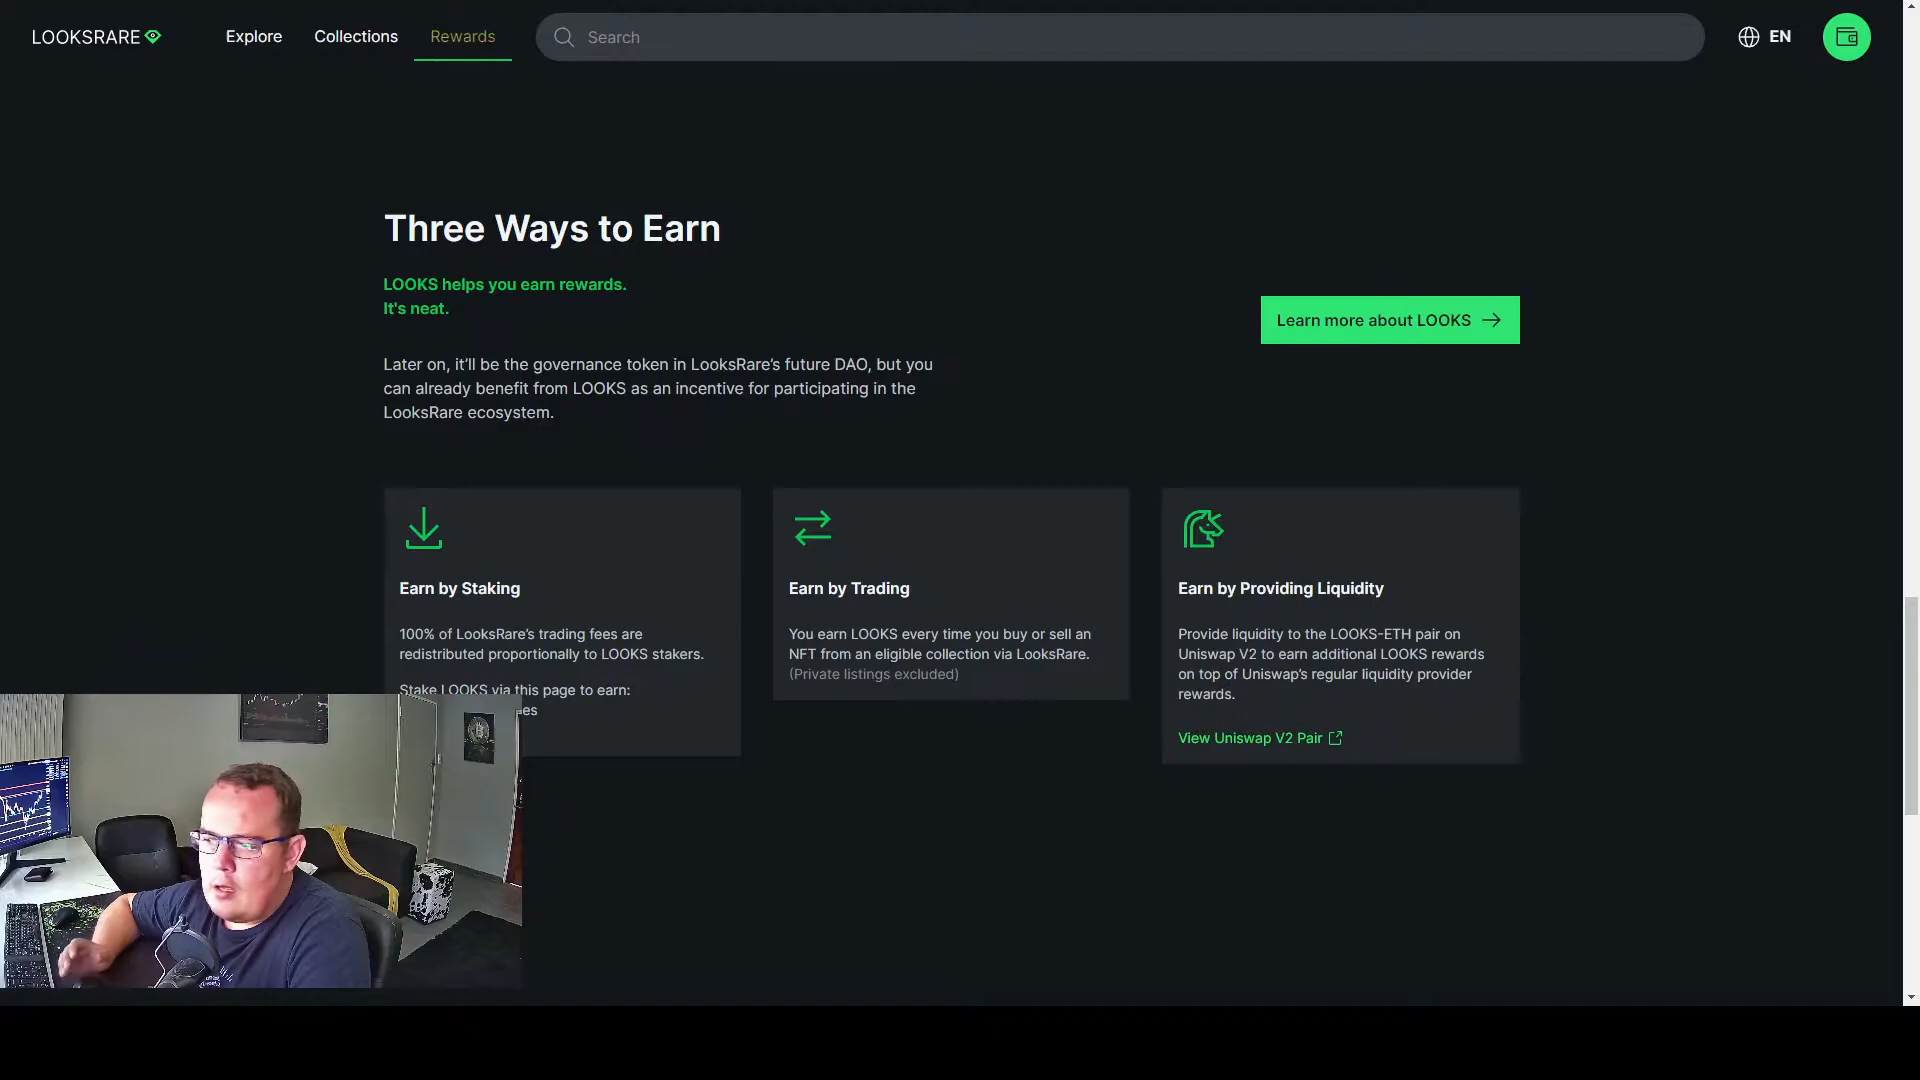 LOOKSRARE
Explore
Collections
Rewards
Search
EN
Three Ways to Earn
LOOKS helps you earn rewards.
It's neat.
Learn more about LOOKS
Later on, it’ll be the governance token in LooksRare’s future DAO, but you
can already benefit from LOOKS as an incentive for participating in the
LooksRare ecosystem.
Earn by Staking
100% of LooksRare’s trading fees are
redistributed proportionally to LOOKS stakers.
Stake LOOKS via this page to earn:
Earn by Trading
You earn LOOKS every time you buy or sell an
NFT from an eligible collection via LooksRare.
(Private listings excluded)
Earn by Providing Liquidity
Provide liquidity to the LOOKS-ETH pair on
Uniswap V2 to earn additional LOOKS rewards
on top of Uniswap’s regular liquidity provider
rewards.
View Uniswap V2 Pair